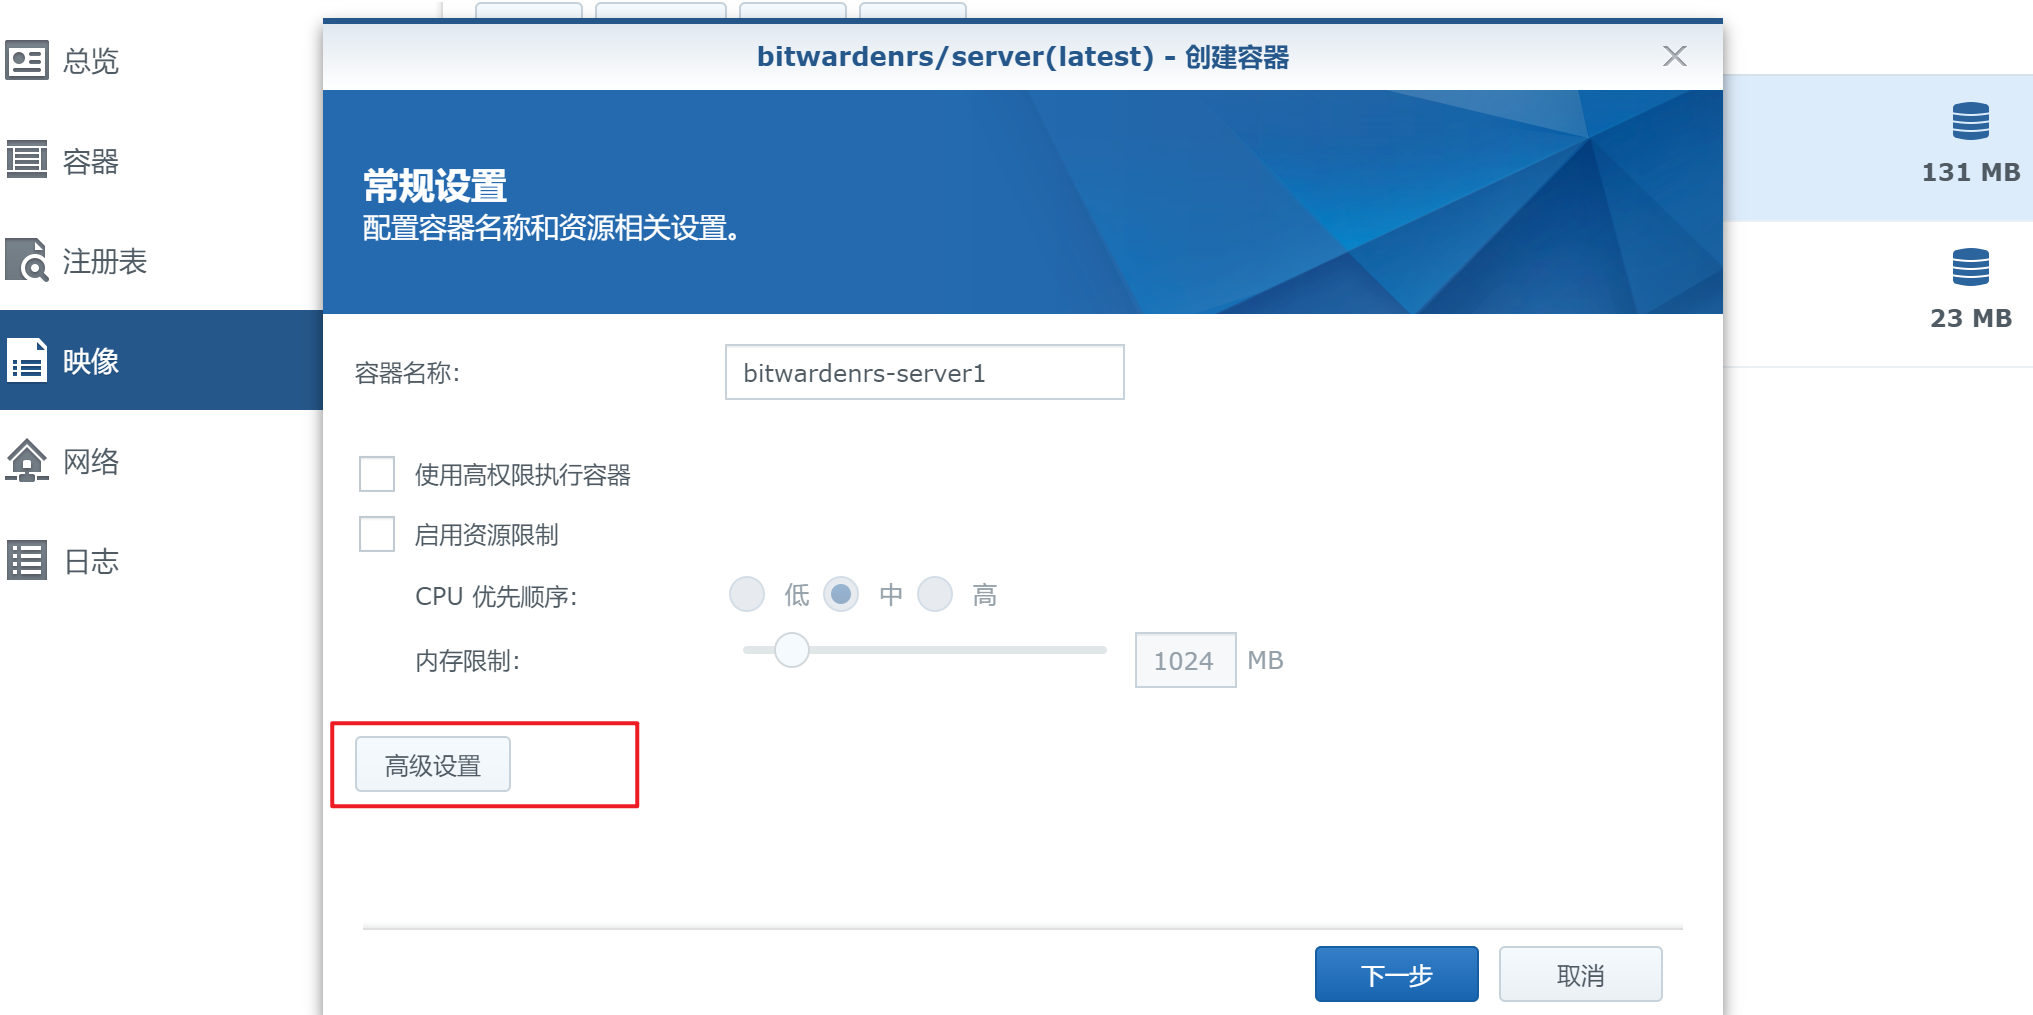 总览
容器
注册表
映像
网络
日志
bitwardenrs/server(latest) - 创建容器
常规设置
配置容器名称和资源相关设置。
容器名称:
bitwardenrs-server1
使用高权限执行容器
启用资源限制
CPU 优先顺序:
低 中 高
内存限制:
1024 MB
高级设置
下一步
取消
131 MB
23 MB